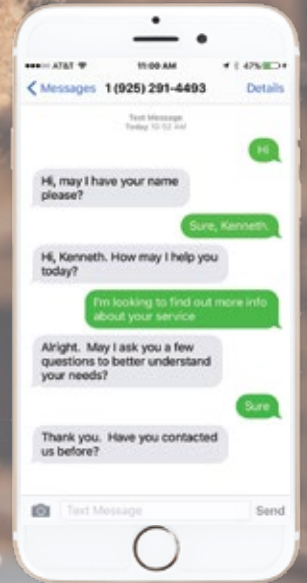 AT&T
11:00 AM
47%
Messages
1 (925) 291-4493
Details
Text Message
Today 10:52 AM
Hi
Hi, may I have your name
please?
Sure, Kenneth.
Hi, Kenneth. How may I help you
today?
I'm looking to find out more info
about your service
Alright. May I ask you a few
questions to better understand
your needs?
Sure
Thank you. Have you contacted
us before?
Text Message
Send